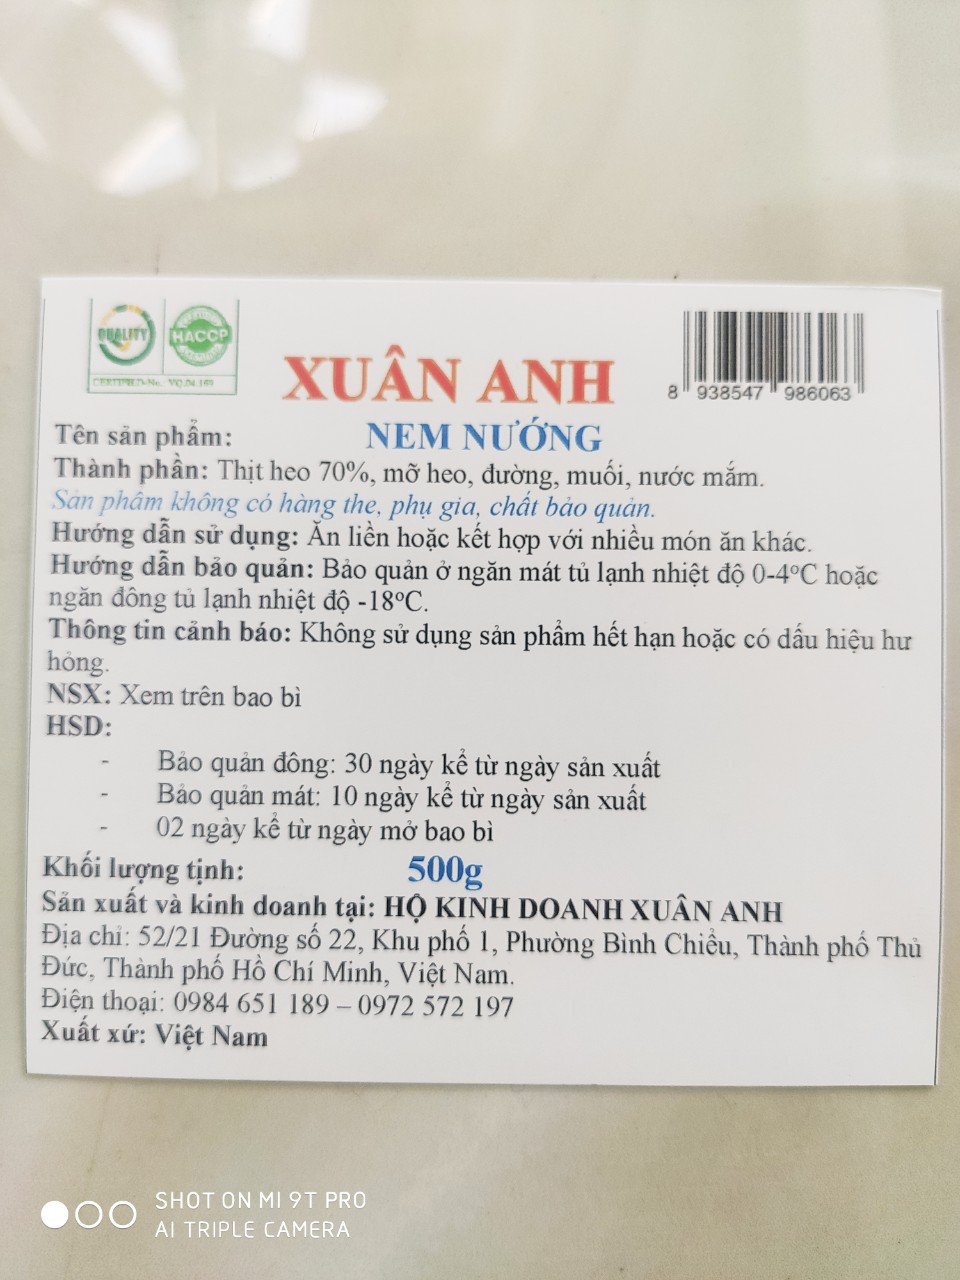 QUALITY
HACCP
CERTIFIED-No. VQ.04.193
8 938547 986063
XUÂN ANH
Tên sản phẩm: NEM NƯỚNG
Thành phần: Thịt heo 70%, mỡ heo, đường, muối, nước mắm.
Sản phẩm không có hàng the, phụ gia, chất bảo quản.
Hướng dẫn sử dụng: Ăn liền hoặc kết hợp với nhiều món ăn khác.
Hướng dẫn bảo quản: Bảo quản ở ngăn mát tủ lạnh nhiệt độ 0-4ºC hoặc
ngăn đông tủ lạnh nhiệt độ -18ºC.
Thông tin cảnh báo: Không sử dụng sản phẩm hết hạn hoặc có dấu hiệu hư
hỏng.
NSX: Xem trên bao bì
HSD:
- Bảo quản đông: 30 ngày kể từ ngày sản xuất
- Bảo quản mát: 10 ngày kể từ ngày sản xuất
- 02 ngày kể từ ngày mở bao bì
Khối lượng tịnh: 500g
Sản xuất và kinh doanh tại: HỘ KINH DOANH XUÂN ANH
Địa chỉ: 52/21 Đường số 22, Khu phố 1, Phường Bình Chiểu, Thành phố Thủ
Đức, Thành phố Hồ Chí Minh, Việt Nam.
Điện thoại: 0984 651 189 – 0972 572 197
Xuất xứ: Việt Nam
SHOT ON MI 9T PRO
AI TRIPLE CAMERA